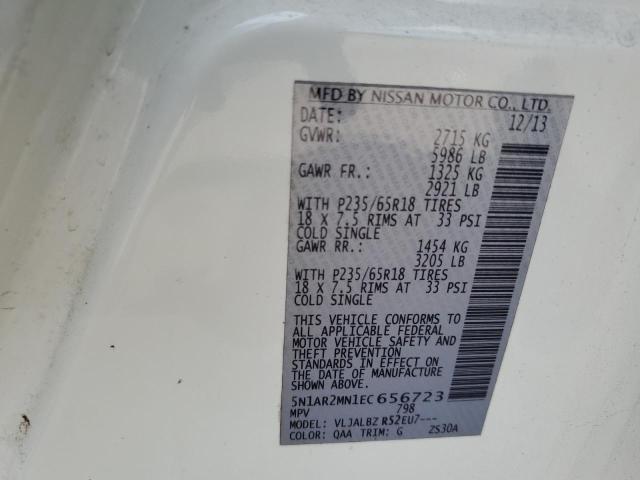 MFD BY NISSAN MOTOR CO., LTD.
DATE: 12/13
GVWR: 2715 KG
5986 LB
GAWR FR.: 1325 KG
2921 LB
WITH P235/65R18 TIRES
18 X 7.5 RIMS AT 33 PSI
COLD SINGLE
GAWR RR.: 1454 KG
3205 LB
WITH P235/65R18 TIRES
18 X 7.5 RIMS AT 33 PSI
COLD SINGLE
THIS VEHICLE CONFORMS TO
ALL APPLICABLE FEDERAL
MOTOR VEHICLE SAFETY AND
THEFT PREVENTION
STANDARDS IN EFFECT ON
THE DATE OF MANUFACTURE
SHOWN ABOVE.
5N1AR2MN1EC656723
MPV 798
MODEL: VLJALBZ R52EU7---
COLOR: QAA TRIM: G ZS30A